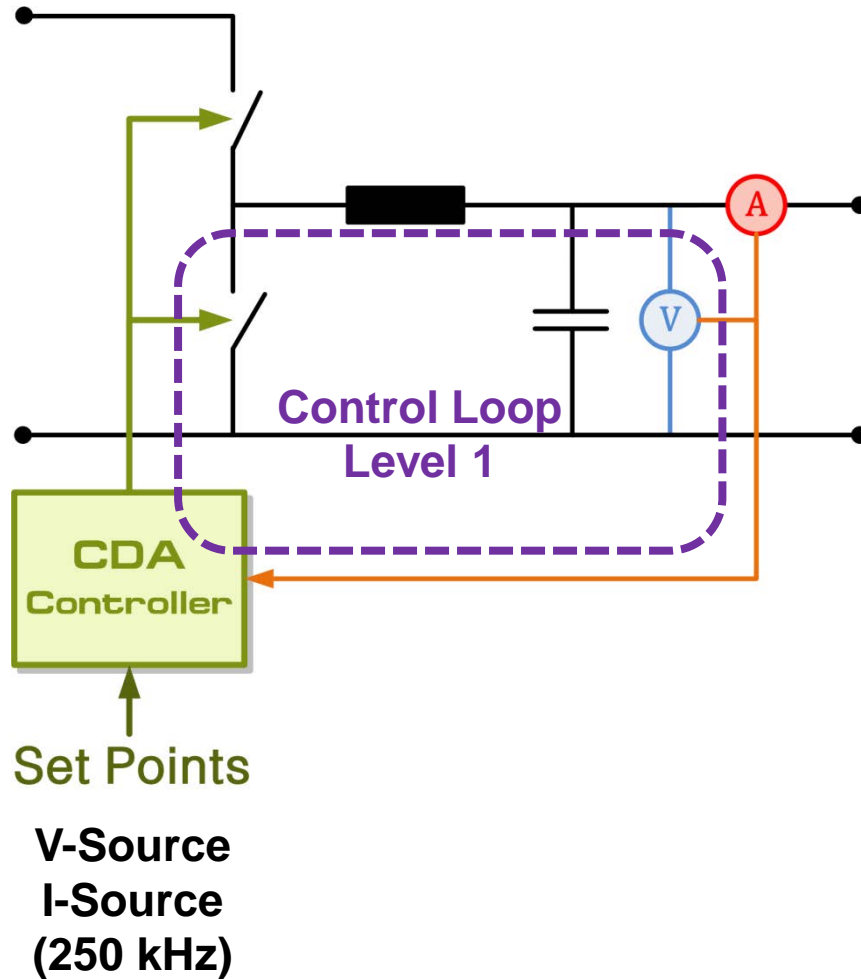 A
V
Control Loop
Level 1
CDA
Controller
Set Points
V-Source
I-Source
(250 kHz)